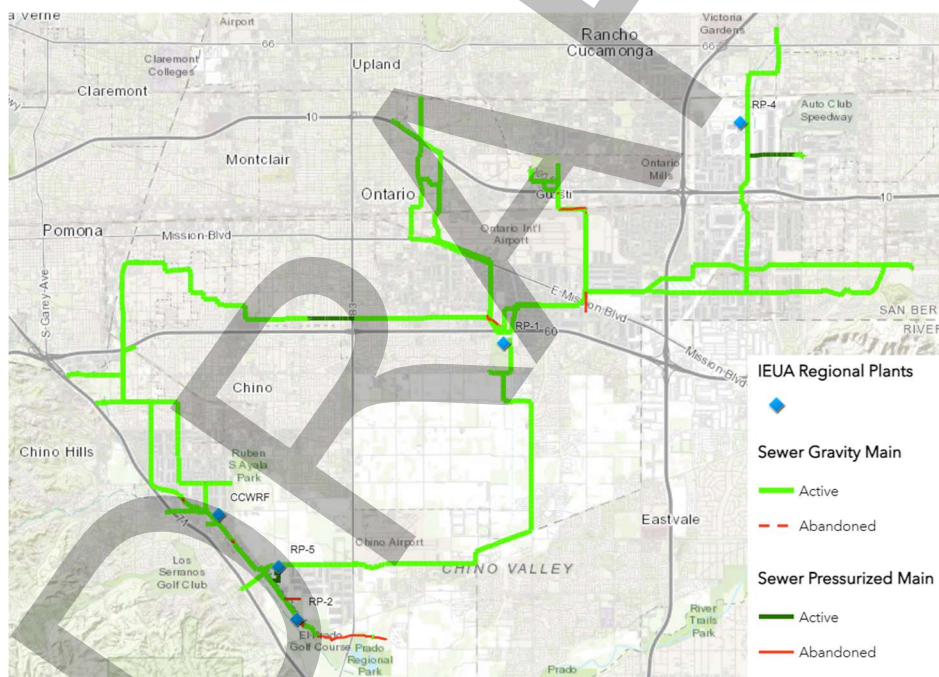 a Verne
Airport
Claremont
Colleges
Claremont
66
Upland
Rancho
Cucamonga
Victoria
Gardens
66
RP-4
Auto Club
Speedway
10
Montclair
Ontario
Mills
Ontario
Guasti
10
Pomona
Mission-Blvd
Ontario Int'l
Airport
S-Garey-Ave
E-Mission-Blvd
83
RP-1
60
SAN BER
RIVER
Mission-Blvd
Chino
IEUA Regional Plants
Chino Hills
Ruben
S Ayala
Park
CCWRF
71
Sewer Gravity Main
Active
Abandoned
Eastvale
Chino Airport
RP-5
CHINO VALLEY
Los
Serranos
Golf Club
RP-2
Sewer Pressurized Main
Active
Abandoned
El Prado
Golf Course
Prado
Regional
Park
River
Trails
Park
Prado
DRAF